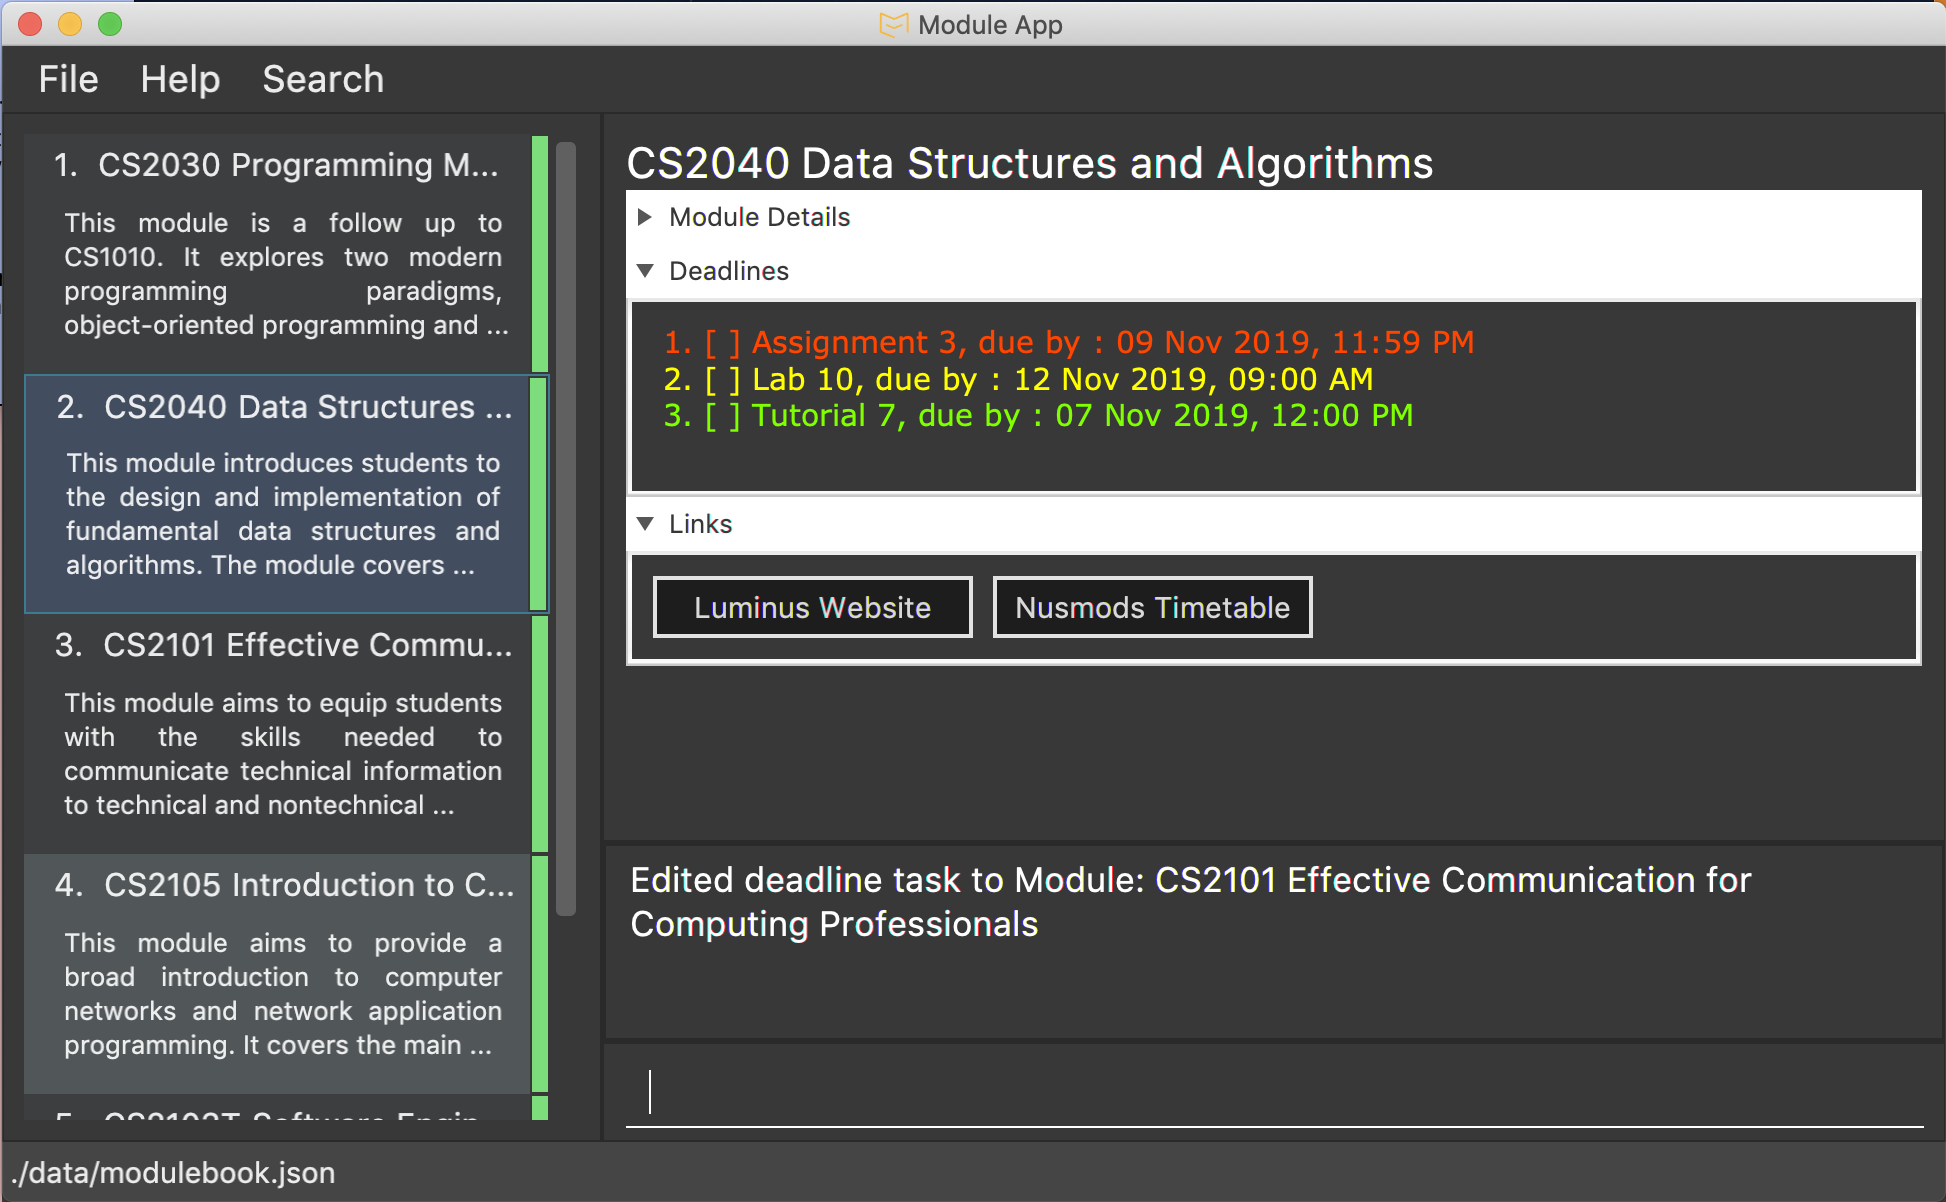 Module App
File Help Search
1. CS2030 Programming M...
This module is a follow up to
CS1010. It explores two modern
programming paradigms,
object-oriented programming and ...
2. CS2040 Data Structures ...
This module introduces students to
the design and implementation of
fundamental data structures and
algorithms. The module covers ...
3. CS2101 Effective Commu...
This module aims to equip students
with the skills needed to
communicate technical information
to technical and nontechnical ...
4. CS2105 Introduction to C...
This module aims to provide a
broad introduction to computer
networks and network application
programming. It covers the main ...
5. CS2103T Software Engin...
CS2040 Data Structures and Algorithms
Module Details
Deadlines
1. [ ] Assignment 3, due by : 09 Nov 2019, 11:59 PM
2. [ ] Lab 10, due by : 12 Nov 2019, 09:00 AM
3. [ ] Tutorial 7, due by : 07 Nov 2019, 12:00 PM
Links
Luminus Website Nusmods Timetable
Edited deadline task to Module: CS2101 Effective Communication for
Computing Professionals
./data/modulebook.json